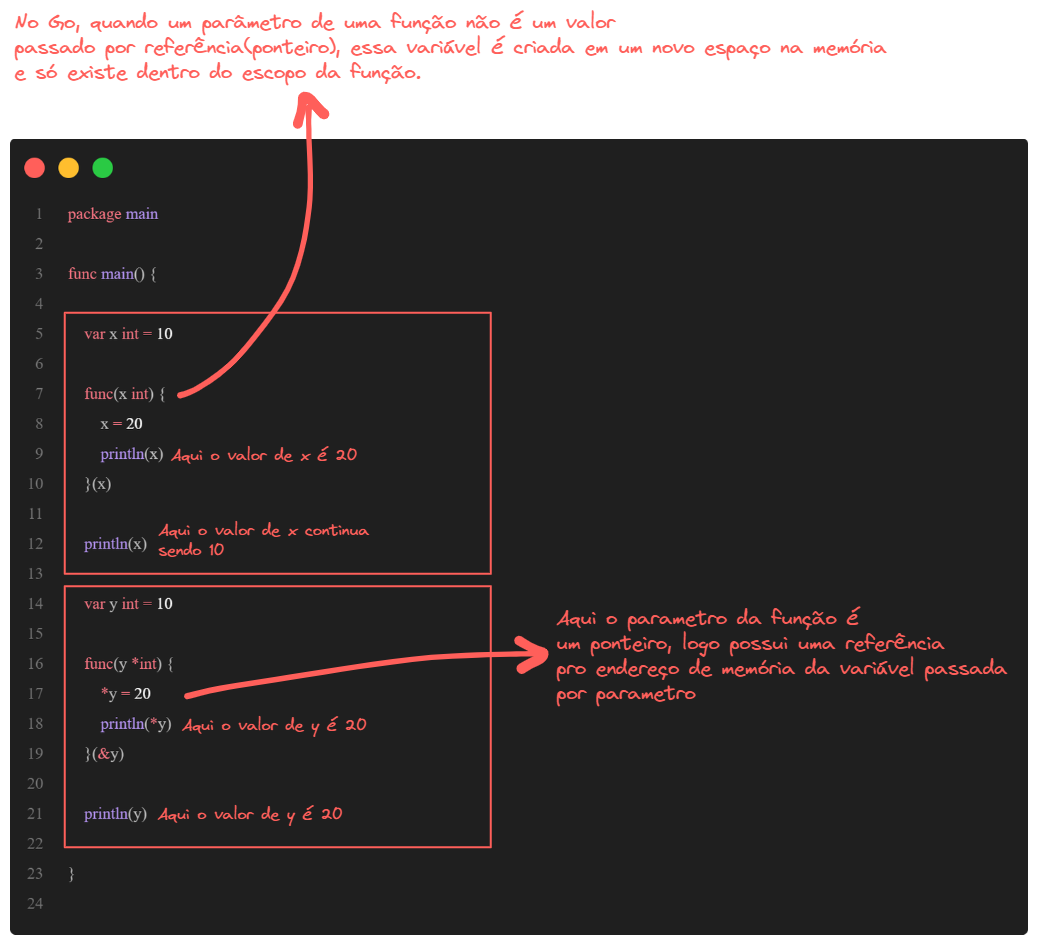 No Go, quando um parâmetro de uma função não é um valor
passado por referência(ponteiro), essa variável é criada em um novo espaço na memória
e só existe dentro do escopo da função.
1 package main
2
3 func main() {
4
5 var x int = 10
6
7 func(x int) {
8 x = 20
9 println(x) Aqui o valor de x é 20
10 }(x)
11
12 println(x) Aqui o valor de x continua
sendo 10
13
14 var y int = 10
15
16 func(y *int) {
17 *y = 20
18 println(*y) Aqui o valor de y é 20
19 }(&y)
20
21 println(y) Aqui o valor de y é 20
22
23 }
24
Aqui o parametro da função é
um ponteiro, logo possui uma referência
pro endereço de memória da variável passada
por parametro